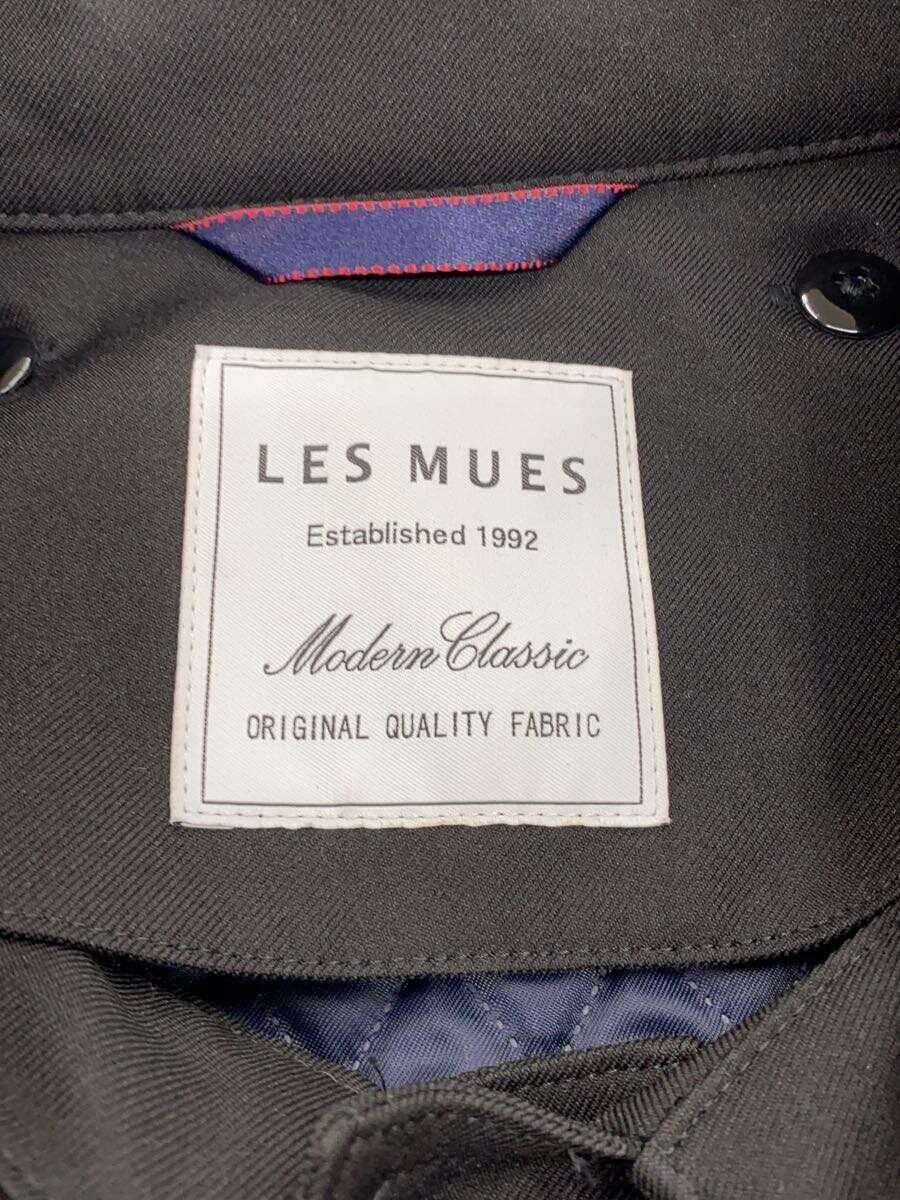 LES MUES
Established 1992
Modern Classic
ORIGINAL QUALITY FABRIC